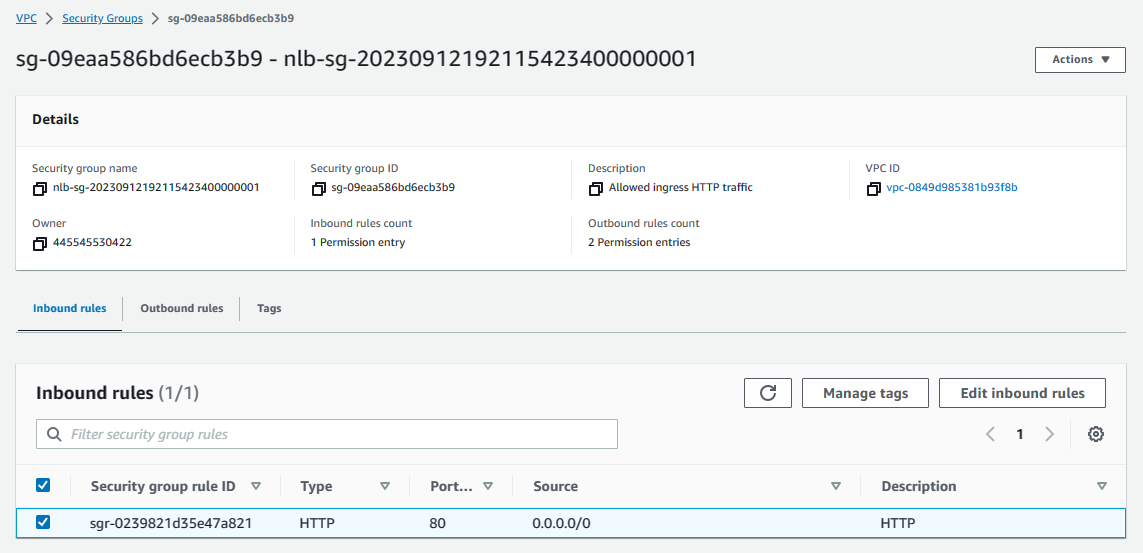 VPC > Security Groups > sg-09eaa586bd6ecb3b9
sg-09eaa586bd6ecb3b9 - nlb-sg-20230912192115423400000001
Actions
Details
Security group name Security group ID Description VPC ID
nlb-sg-20230912192115423400000001 sg-09eaa586bd6ecb3b9 Allowed ingress HTTP traffic vpc-0849d985381b93f8b
Owner Inbound rules count Outbound rules count
445545530422 1 Permission entry 2 Permission entries
Inbound rules Outbound rules Tags
Inbound rules (1/1) Manage tags Edit inbound rules
Filter security group rules 1
Security group rule ID Type Port... Source Description
sgr-0239821d35e47a821 HTTP 80 0.0.0.0/0 HTTP